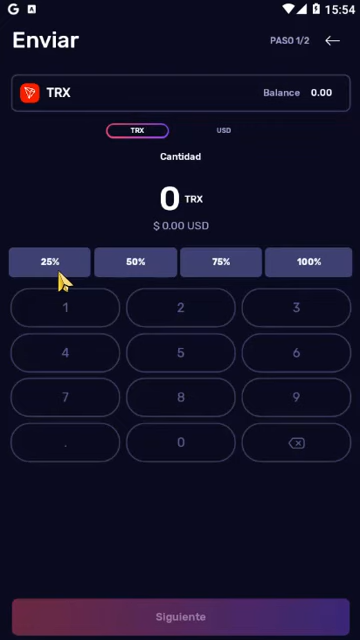 15:54
Enviar
PASO 1/2
TRX
Balance 0.00
TRX
USD
Cantidad
0 TRX
$ 0.00 USD
25%
50%
75%
100%
1
2
3
4
5
6
7
8
9
.
0
Siguiente